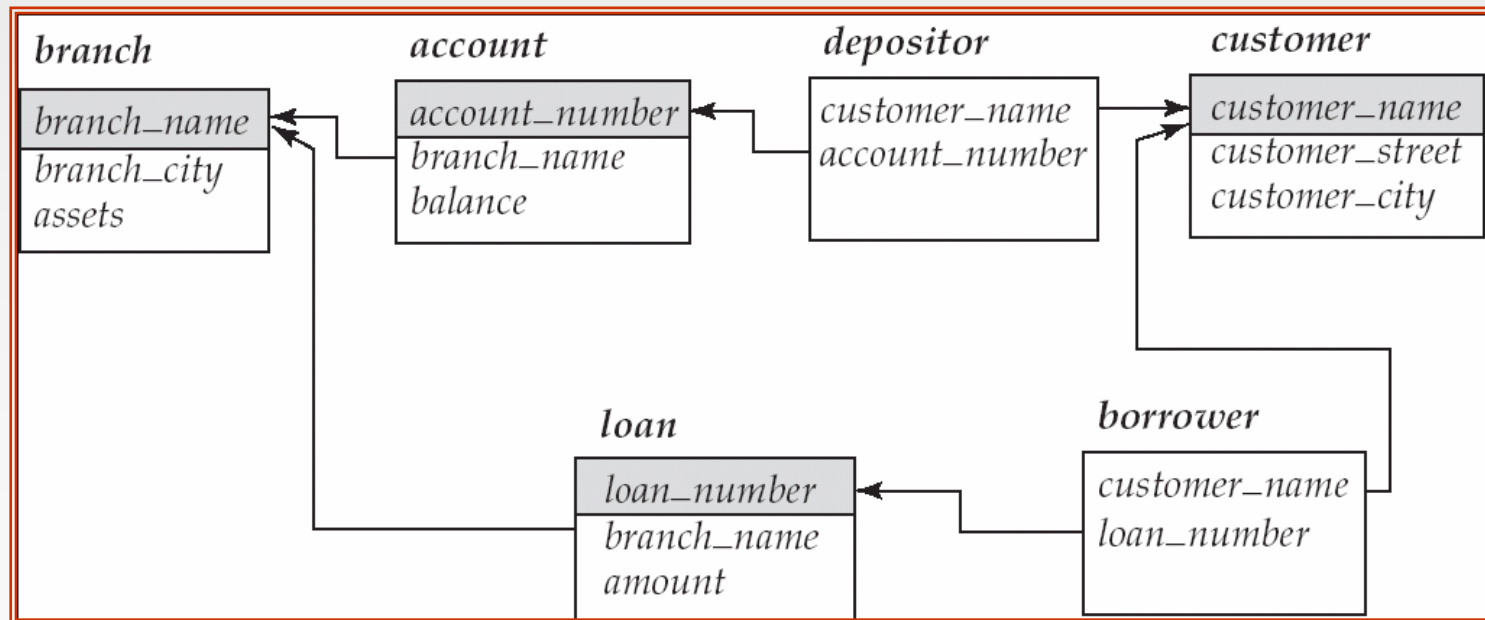 branch
branch_name
branch_city
assets
account
account_number
branch_name
balance
depositor
customer_name
account_number
customer
customer_name
customer_street
customer_city
loan
loan_number
branch_name
amount
borrower
customer_name
loan_number